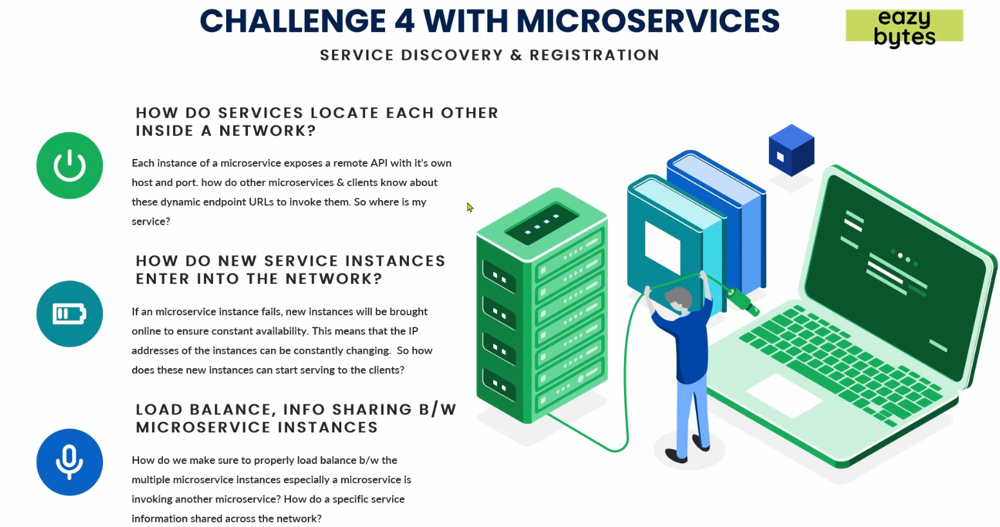 CHALLENGE 4 WITH MICROSERVICES
eazy
bytes
SERVICE DISCOVERY & REGISTRATION
HOW DO SERVICES LOCATE EACH OTHER
INSIDE A NETWORK?
Each instance of a microservice exposes a remote API with it's own
host and port. how do other microservices & clients know about
these dynamic endpoint URLs to invoke them. So where is my
service?
HOW DO NEW SERVICE INSTANCES
ENTER INTO THE NETWORK?
If an microservice instance fails, new instances will be brought
online to ensure constant availability. This means that the IP
addresses of the instances can be constantly changing.  So how
does these new instances can start serving to the clients?
LOAD BALANCE, INFO SHARING B/W
MICROSERVICE INSTANCES
How do we make sure to properly load balance b/w the
multiple microservice instances especially a microservice is
invoking another microservice? How do a specific service
information shared across the network?